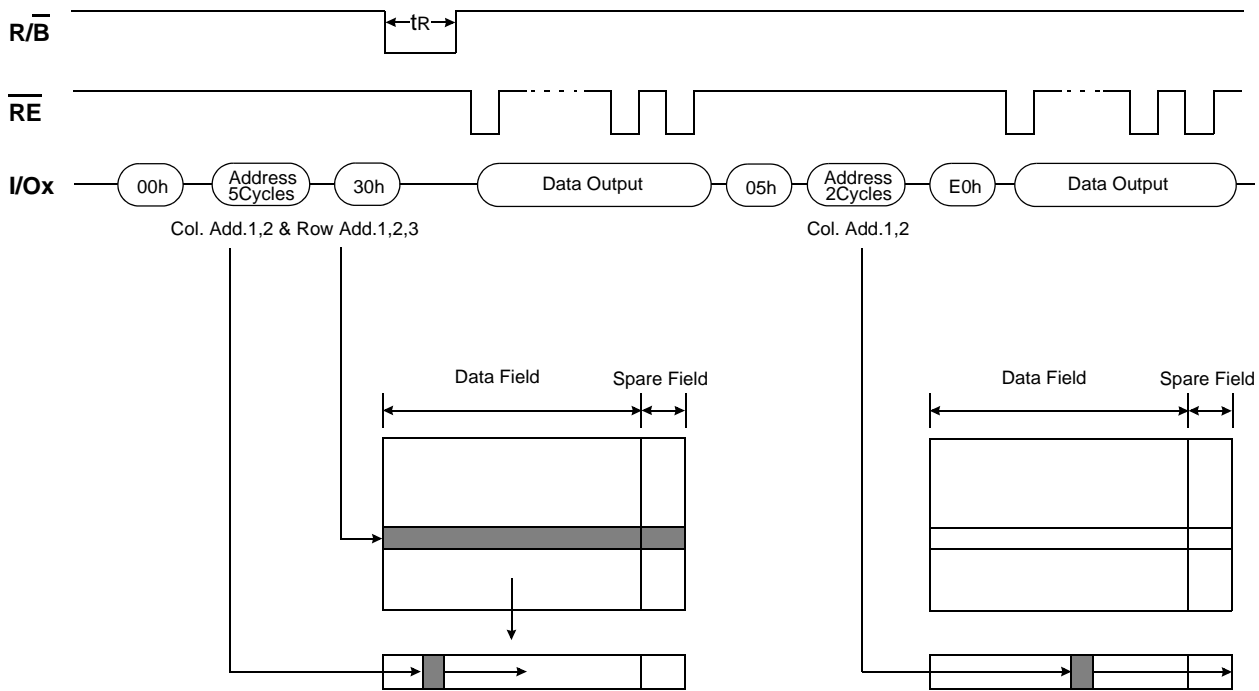 R/B
tR
RE
I/Ox
00h
Address
5Cycles
30h
Data Output
05h
Address
2Cycles
E0h
Data Output
Col. Add.1,2 & Row Add.1,2,3
Col. Add.1,2
Data Field
Spare Field
Data Field
Spare Field